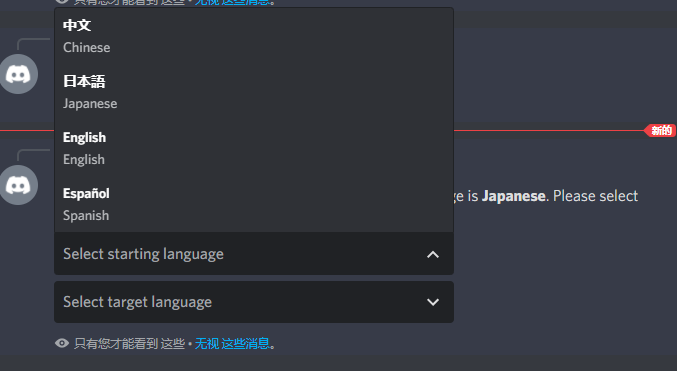 只有您才能看到 这些 • 无视 这些消息。
中文
Chinese
日本語
Japanese
新的
English
English
Español
Spanish
ge is Japanese. Please select
Select starting language
Select target language
只有您才能看到 这些 • 无视 这些消息。